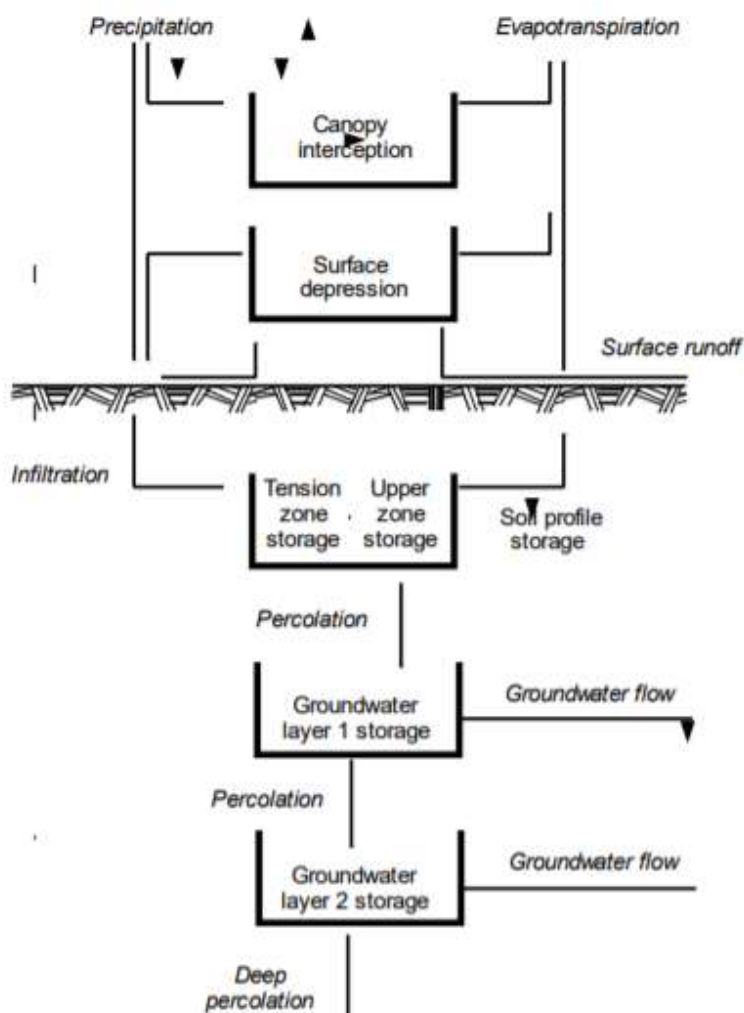 Precipitation
Evapotranspiration
Canopy
interception
Surface
depression
Surface runoff
Infiltration
Tension
zone
storage
Upper
zone
storage
Soil profile
storage
Percolation
Groundwater
layer 1 storage
Groundwater flow
Percolation
Groundwater
layer 2 storage
Groundwater flow
Deep
percolation